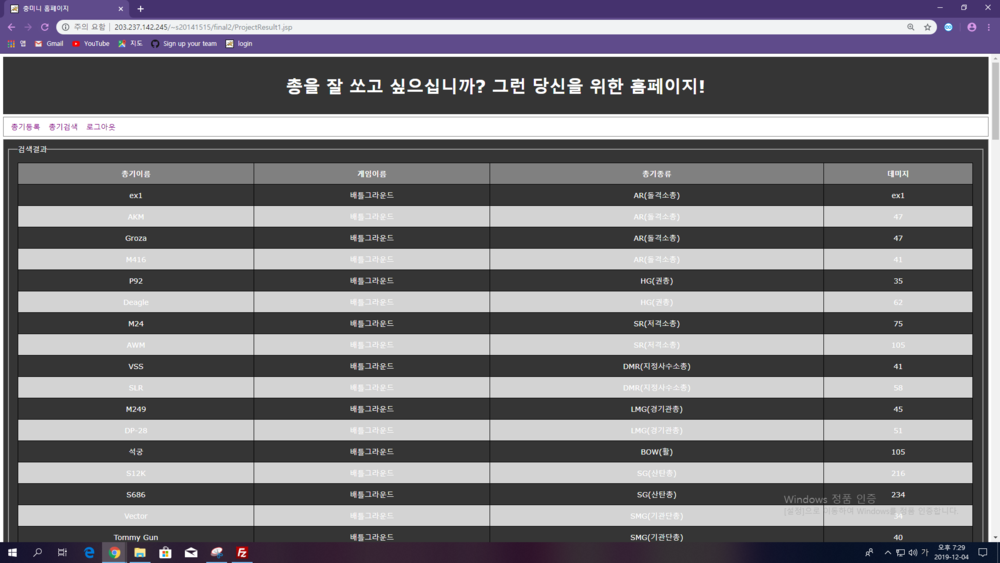 총미니 홈페이지
주의 요함 203.237.142.245/~s20141515/final2/ProjectResult1.jsp
앱 Gmail YouTube 지도 Sign up your team login
총을 잘 쏘고 싶으십니까? 그런 당신을 위한 홈페이지!
총기등록 총기검색 로그아웃
검색결과
총기이름 게임이름 총기종류 대미지
ex1 배틀그라운드 AR(돌격소총) ex1
AKM 배틀그라운드 AR(돌격소총) 47
Groza 배틀그라운드 AR(돌격소총) 47
M416 배틀그라운드 AR(돌격소총) 41
P92 배틀그라운드 HG(권총) 35
Deagle 배틀그라운드 HG(권총) 62
M24 배틀그라운드 SR(저격소총) 75
AWM 배틀그라운드 SR(저격소총) 105
VSS 배틀그라운드 DMR(지정사수소총) 41
SLR 배틀그라운드 DMR(지정사수소총) 58
M249 배틀그라운드 LMG(경기관총) 45
DP-28 배틀그라운드 LMG(경기관총) 51
석궁 배틀그라운드 BOW(활) 105
S12K 배틀그라운드 SG(산탄총) 216
S686 배틀그라운드 SG(산탄총) 234
Windows 정품 인증
Vector 배틀그라운드 SMG(기관단총) 34
[설정]으로 이동하여 Windows를 정품 인증합니다.
Tommy Gun 배틀그라운드 SMG(기관단총) 40
가 오후 7:29
2019-12-04